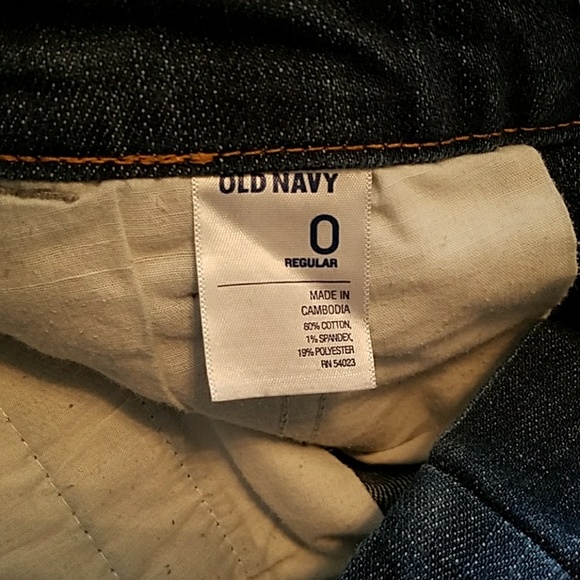 OLD NAVY
0
REGULAR
MADE IN
CAMBODIA
80% COTTON,
1% SPANDEX,
19% POLYESTER
RN 54023